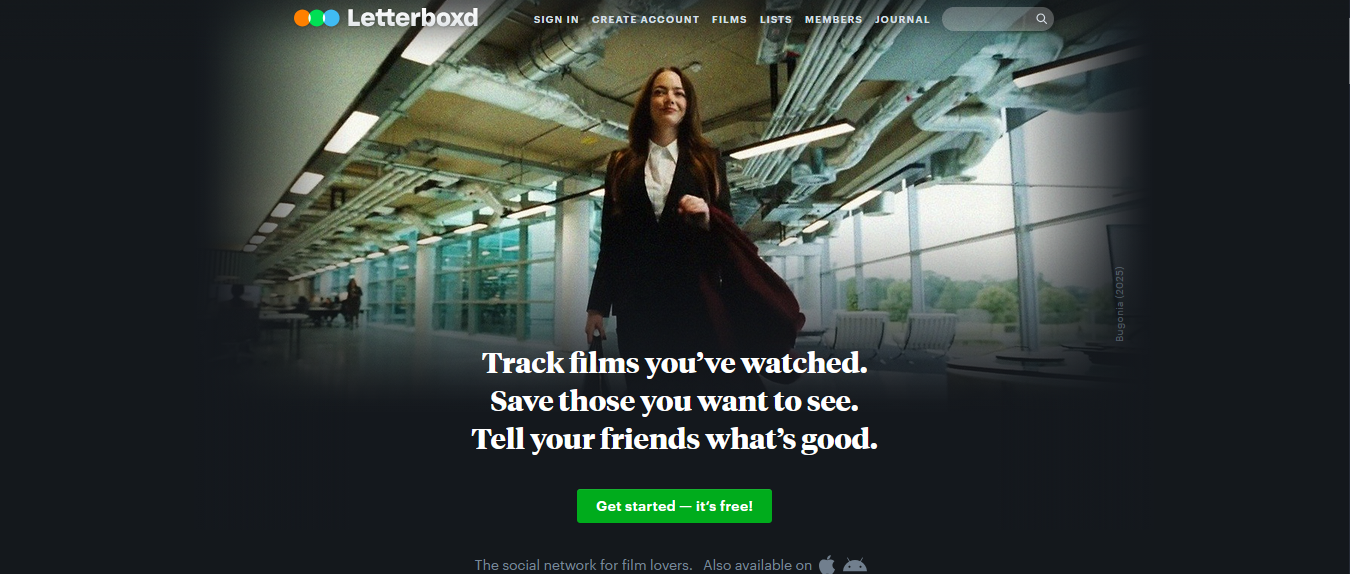 Letterboxd
SIGN IN CREATE ACCOUNT FILMS LISTS MEMBERS JOURNAL
Bugonia (2025)
Track films you’ve watched.
Save those you want to see.
Tell your friends what’s good.
Get started — it’s free!
The social network for film lovers. Also available on